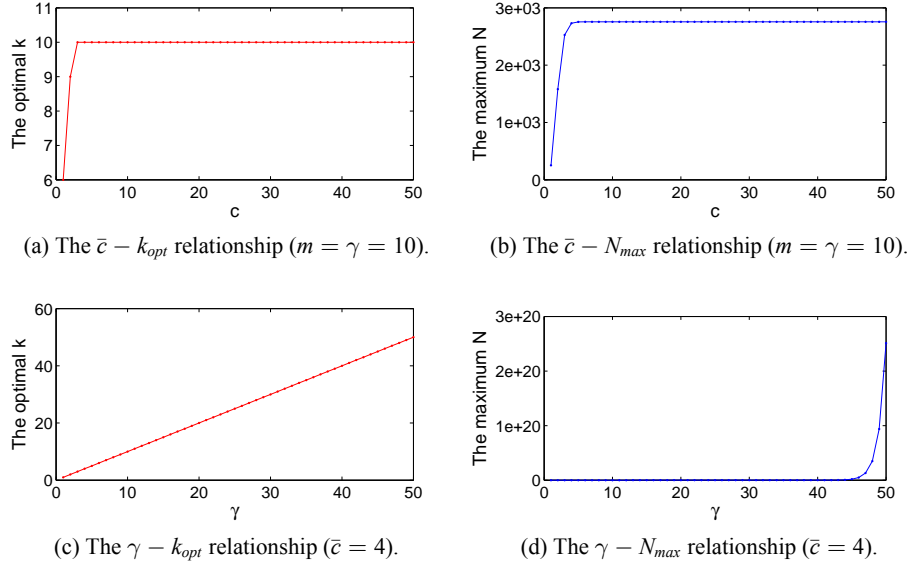 11
10
9
8
7
6
0 10 20 30 40 50
The optimal k
c
3e+03
2e+03
1e+03
0
0 10 20 30 40 50
The maximum N
c
(a) The c̄ − k_opt relationship (m = γ = 10).
(b) The c̄ − N_max relationship (m = γ = 10).
60
40
20
0
0 10 20 30 40 50
The optimal k
γ
3e+20
2e+20
1e+20
0
0 10 20 30 40 50
The maximum N
γ
(c) The γ − k_opt relationship (c̄ = 4).
(d) The γ − N_max relationship (c̄ = 4).